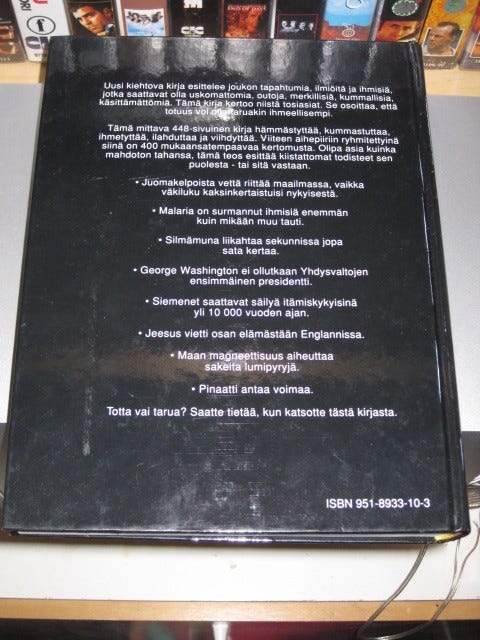 Uusi kiehtova kirja esittelee joukon tapahtumia, ilmiöitä ja ihmisiä,
jotka saattavat olla uskomattomia, outoja, merkillisiä, kummallisia,
käsittämättömiä. Tämä kirja kertoo niistä tosiasiat. Se osoittaa, että
totuus voi olla tarua­kin ihmeellisempi.
Tämä mittava 448-sivuinen kirja hämmästyttää, kummastuttaa,
ihmetyttää, ilahduttaa ja viihdyttää. Viiteen aihepiiriin ryhmitettyinä
siinä on 400 mukaansatempaavaa kertomusta. Olipa asia kuinka
mahdoton tahansa, tämä teos esittää kiistattomat todisteet sen
puolesta - tai sitä vastaan.
• Juomakelpoista vettä riittää maailmassa, vaikka
väkiluku kaksinkertaistuisi nykyisestä.
• Malaria on surmannut ihmisiä enemmän
kuin mikään muu tauti.
• Silmämuna liikahtaa sekunnissa jopa
sata kertaa.
• George Washington ei ollutkaan Yhdysvaltojen
ensimmäinen presidentti.
• Siemenet saattavat säilyä itämiskykyisinä
yli 10 000 vuoden ajan.
• Jeesus vietti osan elämästään Englannissa.
• Maan magneettisuus aiheuttaa
sakeita lumipyryjä.
• Pinaatti antaa voimaa.
Totta vai tarua? Saatte tietää, kun katsotte tästä kirjasta.
ISBN 951-8933-10-3